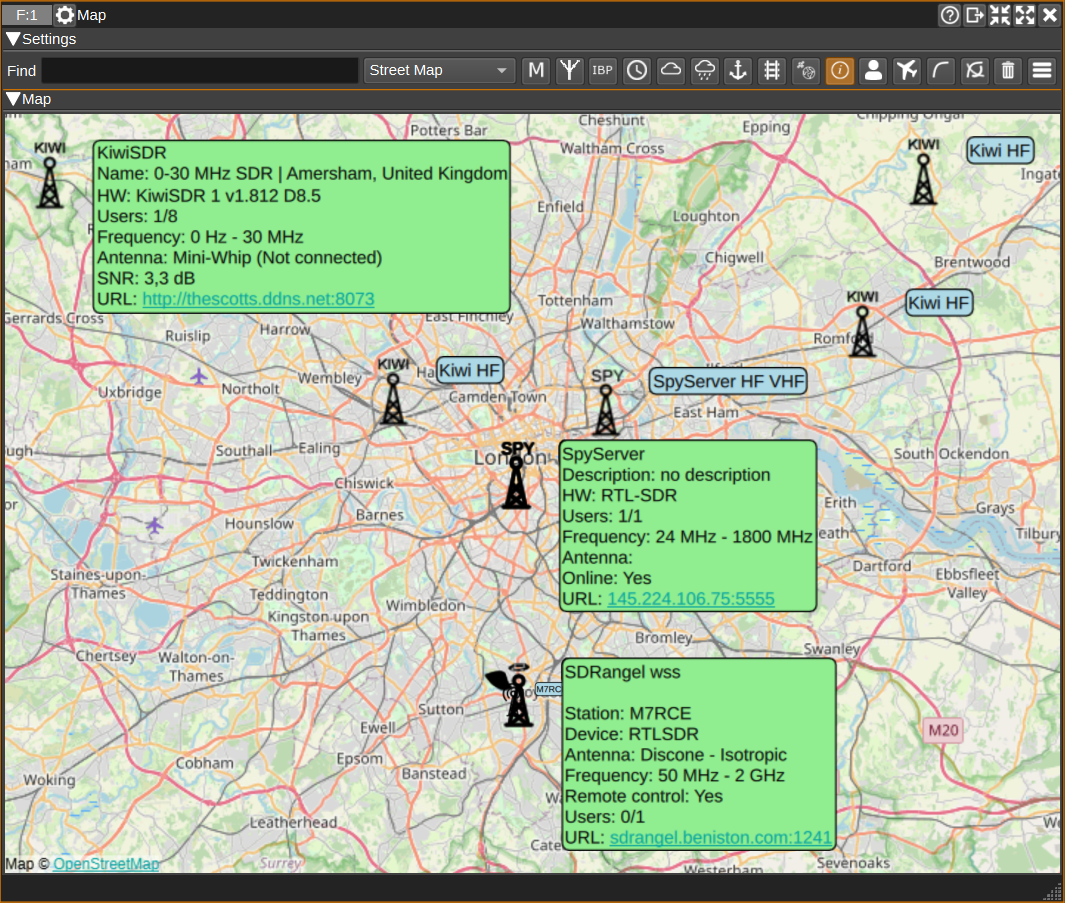 F:1 Map
Settings
Find Street Map M IBP
Map
Potters Bar
Cheshunt
Waltham Cross
Epping
Chipping Ongar
KIWI
KiwiSDR
Name: 0-30 MHz SDR | Amersham, United Kingdom
HW: KiwiSDR 1 v1.812 D8.5
Users: 1/8
Frequency: 0 Hz - 30 MHz
Antenna: Mini-Whip (Not connected)
SNR: 3,3 dB
URL: http://thescotts.ddns.net:8073
KIWI
Kiwi HF
Enfield
Loughton
Chigwell
Brentwood
Gerrards Cross
Ruislip
Harrow
East Finchley
Tottenham
Walthamstow
KIWI
Kiwi HF
Romford
Uxbridge
Northolt
Wembley
KIWI
Kiwi HF
Camden Town
SPY
SpyServer HF VHF
East Ham
Southall
Ealing
SPY
London
South Ockendon
Chiswick
Barnes
Hounslow
SpyServer
Description: no description
HW: RTL-SDR
Users: 1/1
Frequency: 24 MHz - 1800 MHz
Antenna:
Online: Yes
URL: 145.224.106.75:5555
Erith
Grays
Tilbury
Dartford
Ebbsfleet
Valley
Staines-upon-
Thames
Twickenham
Teddington
Wimbledon
Kingston upon
Thames
Bromley
Swanley
Chertsey
Walton-on-
Thames
Sutton
M7RC
SDRangel wss
Station: M7RCE
Device: RTLSDR
Antenna: Discone - Isotropic
Frequency: 50 MHz - 2 GHz
Remote control: Yes
Users: 0/1
URL: sdrangel.beniston.com:1241
M20
Ewell
Epsom
Cobham
Banstead
Woking
Leatherhead
Cate
Surrey
Westerham
Sevenoaks
Map © OpenStreetMap